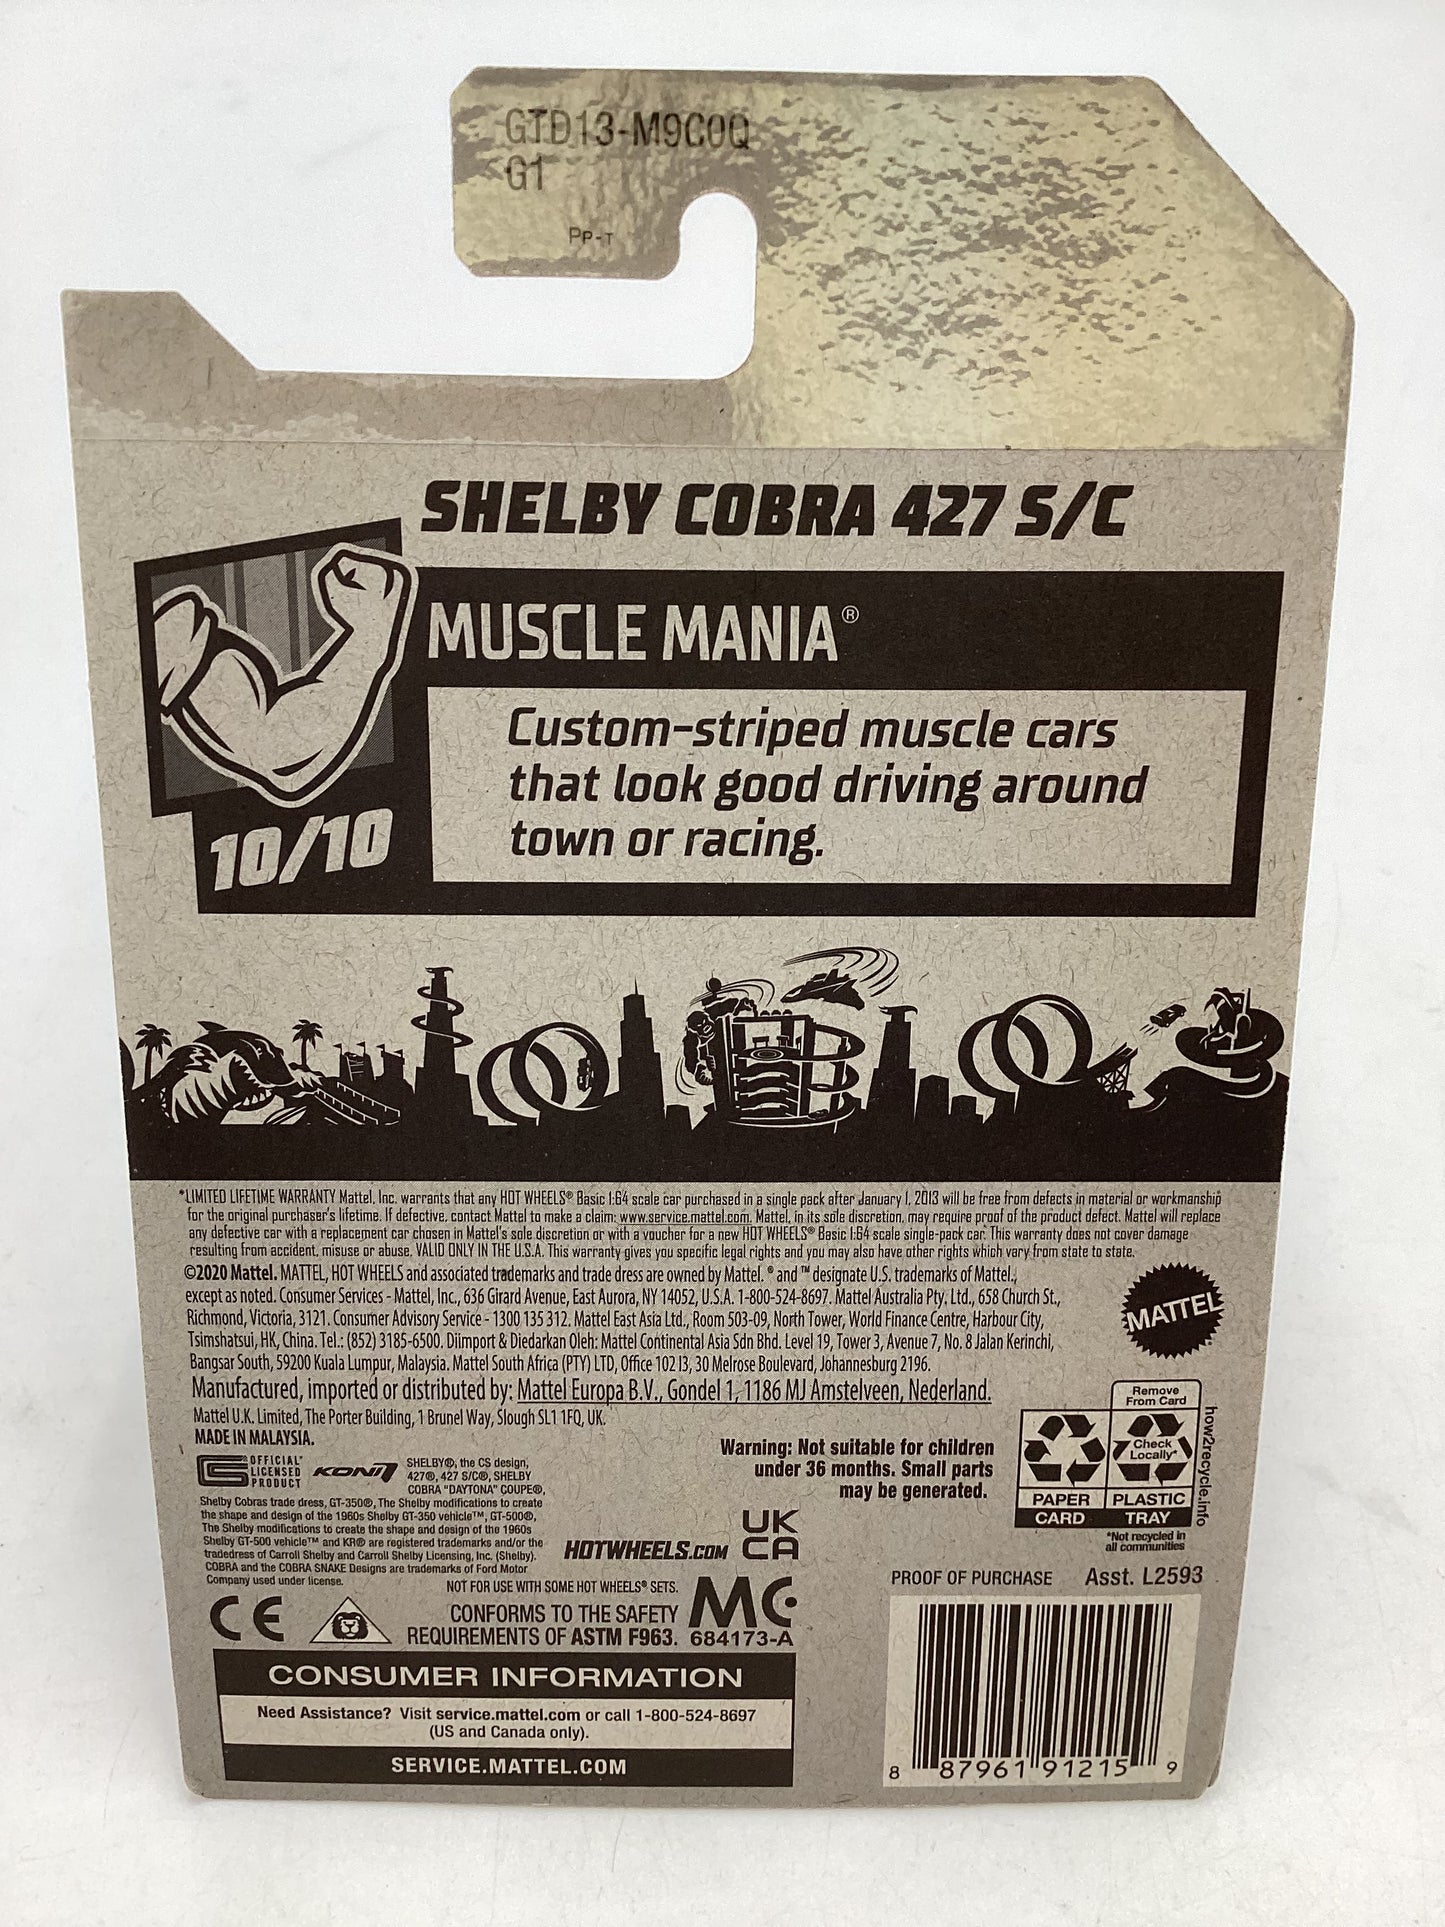 GTD13-M9C0Q
G1
PP-T
SHELBY COBRA 427 S/C
MUSCLE MANIA®
Custom-striped muscle cars
that look good driving around
town or racing.
10/10
*LIMITED LIFETIME WARRANTY Mattel, Inc. warrants that any HOT WHEELS® Basic 1:64 scale car purchased in a single pack after January 1, 2013 will be free from defects in material or workmanship
for the original purchaser's lifetime. If defective, contact Mattel to make a claim: www.service.mattel.com. Mattel, in its sole discretion, may require proof of the product defect. Mattel will replace
any defective car with a replacement car chosen in Mattel's sole discretion or with a voucher for a new HOT WHEELS® Basic 1:64 scale single-pack car. This warranty does not cover damage
resulting from accident, misuse or abuse. VALID ONLY IN THE U.S.A. This warranty gives you specific legal rights and you may also have other rights which vary from state to state.
©2020 Mattel. MATTEL, HOT WHEELS and associated trademarks and trade dress are owned by Mattel. ® and ™ designate U.S. trademarks of Mattel.,
except as noted. Consumer Services - Mattel, Inc., 636 Girard Avenue, East Aurora, NY 14052, U.S.A. 1-800-524-8697. Mattel Australia Pty. Ltd., 658 Church St.,
Richmond, Victoria, 3121. Consumer Advisory Service - 1300 135 312. Mattel East Asia Ltd., Room 503-09, North Tower, World Finance Centre, Harbour City,
Tsimshatsui, HK, China. Tel.: (852) 3185-6500. Diimport & Diedarkan Oleh: Mattel Continental Asia Sdn Bhd. Level 19, Tower 3, Avenue 7, No. 8 Jalan Kerinchi,
Bangsar South, 59200 Kuala Lumpur, Malaysia. Mattel South Africa (PTY) LTD, Office 102 I3, 30 Melrose Boulevard, Johannesburg 2196.
Manufactured, imported or distributed by: Mattel Europa B.V., Gondel 1, 1186 MJ Amstelveen, Nederland.
Mattel U.K. Limited, The Porter Building, 1 Brunel Way, Slough SL1 1FQ, UK.
MADE IN MALAYSIA.
MATTEL
OFFICIAL
LICENSED
PRODUCT
KONI
SHELBY®, the CS design,
427®, 427 S/C®, SHELBY
COBRA "DAYTONA" COUPE®,
Shelby Cobras trade dress, GT-350®, The Shelby modifications to create
the shape and design of the 1960s Shelby GT-350 vehicle™, GT-500®,
The Shelby modifications to create the shape and design of the 1960s
Shelby GT-500 vehicle™ and KR® are registered trademarks and/or the
tradedress of Carroll Shelby and Carroll Shelby Licensing, Inc. (Shelby).
COBRA and the COBRA SNAKE Designs are trademarks of Ford Motor
Company used under license.
Warning: Not suitable for children
under 36 months. Small parts
may be generated.
Remove
From Card
Check
Locally*
PAPER
CARD
PLASTIC
TRAY
*Not recycled in
all communities
how2recycle.info
HOTWHEELS.COM
UK
CA
NOT FOR USE WITH SOME HOT WHEELS® SETS.
CE
CONFORMS TO THE SAFETY
REQUIREMENTS OF ASTM F963.
MC
684173-A
PROOF OF PURCHASE Asst. L2593
CONSUMER INFORMATION
Need Assistance? Visit service.mattel.com or call 1-800-524-8697
(US and Canada only).
SERVICE.MATTEL.COM
8 87961 91215 9